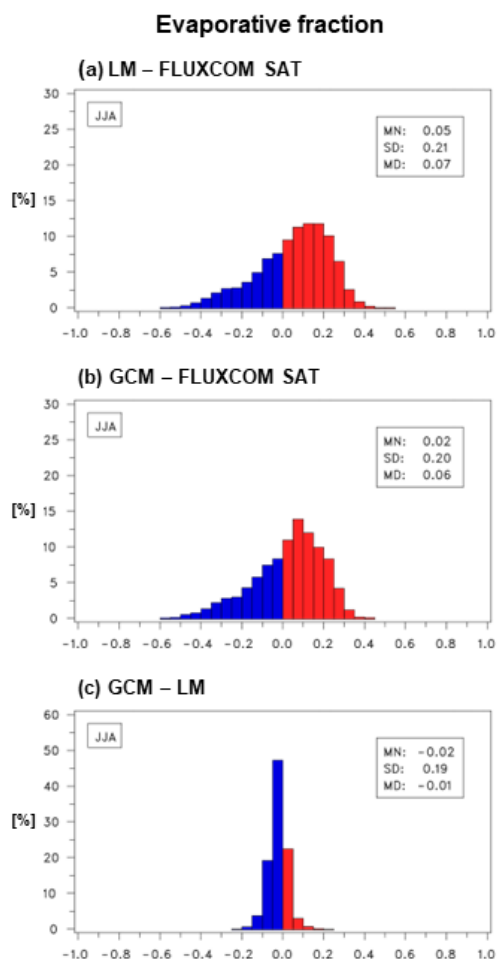 Evaporative fraction
(a) LM – FLUXCOM SAT
30
25
20
15
10
5
0
[%]
JJA
MN: 0.05
SD: 0.21
MD: 0.07
-1.0 -0.8 -0.6 -0.4 -0.2 0.0 0.2 0.4 0.6 0.8 1.0
(b) GCM – FLUXCOM SAT
30
25
20
15
10
5
0
[%]
JJA
MN: 0.02
SD: 0.20
MD: 0.06
-1.0 -0.8 -0.6 -0.4 -0.2 0.0 0.2 0.4 0.6 0.8 1.0
(c) GCM – LM
60
50
40
30
20
10
0
[%]
JJA
MN: -0.02
SD: 0.19
MD: -0.01
-1.0 -0.8 -0.6 -0.4 -0.2 0.0 0.2 0.4 0.6 0.8 1.0